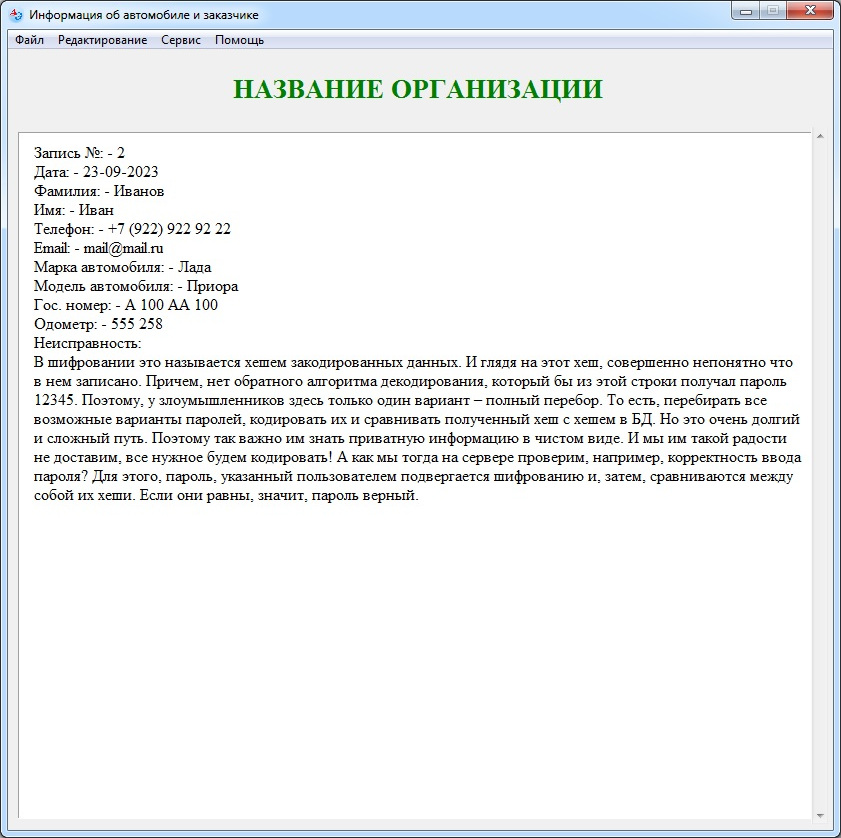 Информация об автомобиле и заказчике
Файл Редактирование Сервис Помощь
НАЗВАНИЕ ОРГАНИЗАЦИИ
Запись №: - 2
Дата: - 23-09-2023
Фамилия: - Иванов
Имя: - Иван
Телефон: - +7 (922) 922 92 22
Email: - mail@mail.ru
Марка автомобиля: - Лада
Модель автомобиля: - Приора
Гос. номер: - А 100 АА 100
Одометр: - 555 258
Неисправность:
В шифровании это называется хешем закодированных данных. И глядя на этот хеш, совершенно непонятно что
в нем записано. Причем, нет обратного алгоритма декодирования, который бы из этой строки получал пароль
12345. Поэтому, у злоумышленников здесь только один вариант – полный перебор. То есть, перебирать все
возможные варианты паролей, кодировать их и сравнивать полученный хеш с хешем в БД. Но это очень долгий
и сложный путь. Поэтому так важно им знать приватную информацию в чистом виде. И мы им такой радости
не доставим, все нужное будем кодировать! А как мы тогда на сервере проверим, например, корректность ввода
пароля? Для этого, пароль, указанный пользователем подвергается шифрованию и, затем, сравниваются между
собой их хеши. Если они равны, значит, пароль верный.